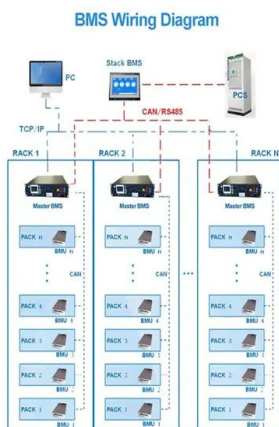 BMS Wiring Diagram
PC
Stack BMS
PCS
CAN/RS485
TCP/IP
RACK 1
RACK 2
RACK N
Master BMS
Master BMS
Master BMS
PACK n
BMU n
PACK n
BMU n
PACK n
BMU n
CAN
CAN
CAN
PACK 4
BMU 4
PACK 4
BMU 4
PACK 4
BMU 4
PACK 3
BMU 3
PACK 3
BMU 3
PACK 3
BMU 3
PACK 2
BMU 2
PACK 2
BMU 2
PACK 2
BMU 2
PACK 1
BMU 1
PACK 1
BMU 1
PACK 1
BMU 1